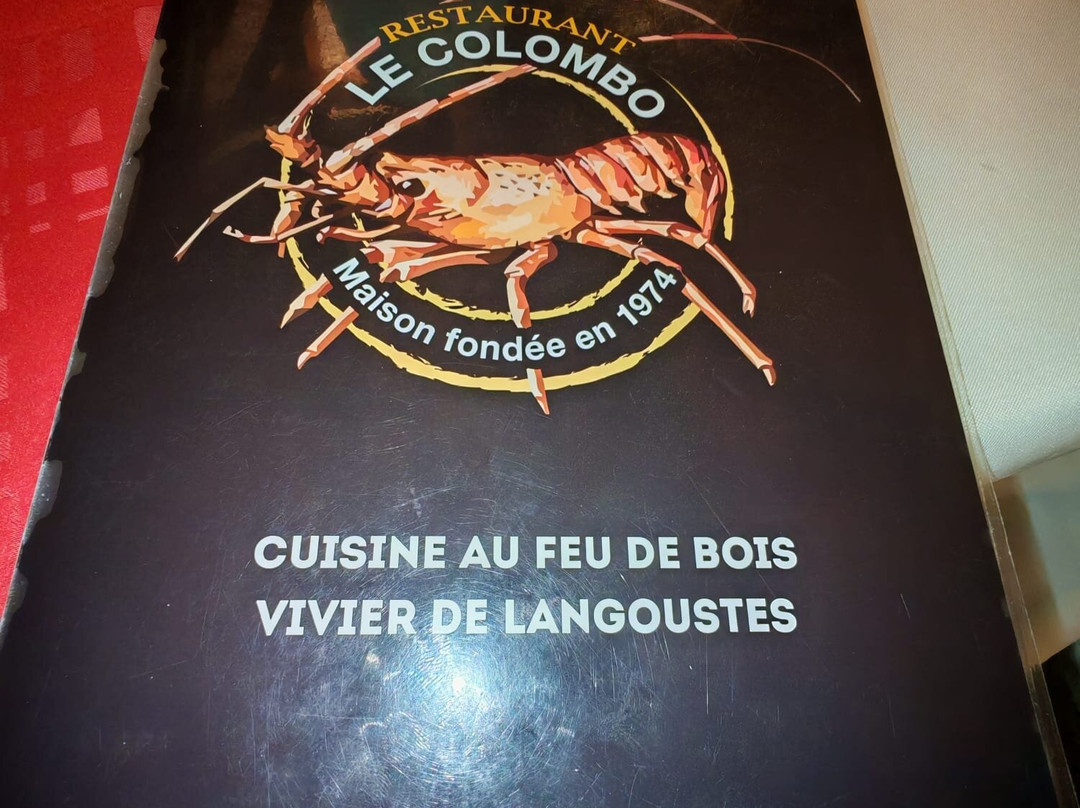 RESTAURANT
LE COLOMBO
Maison fondée en 1974
CUISINE AU FEU DE BOIS
VIVIER DE LANGOUSTES